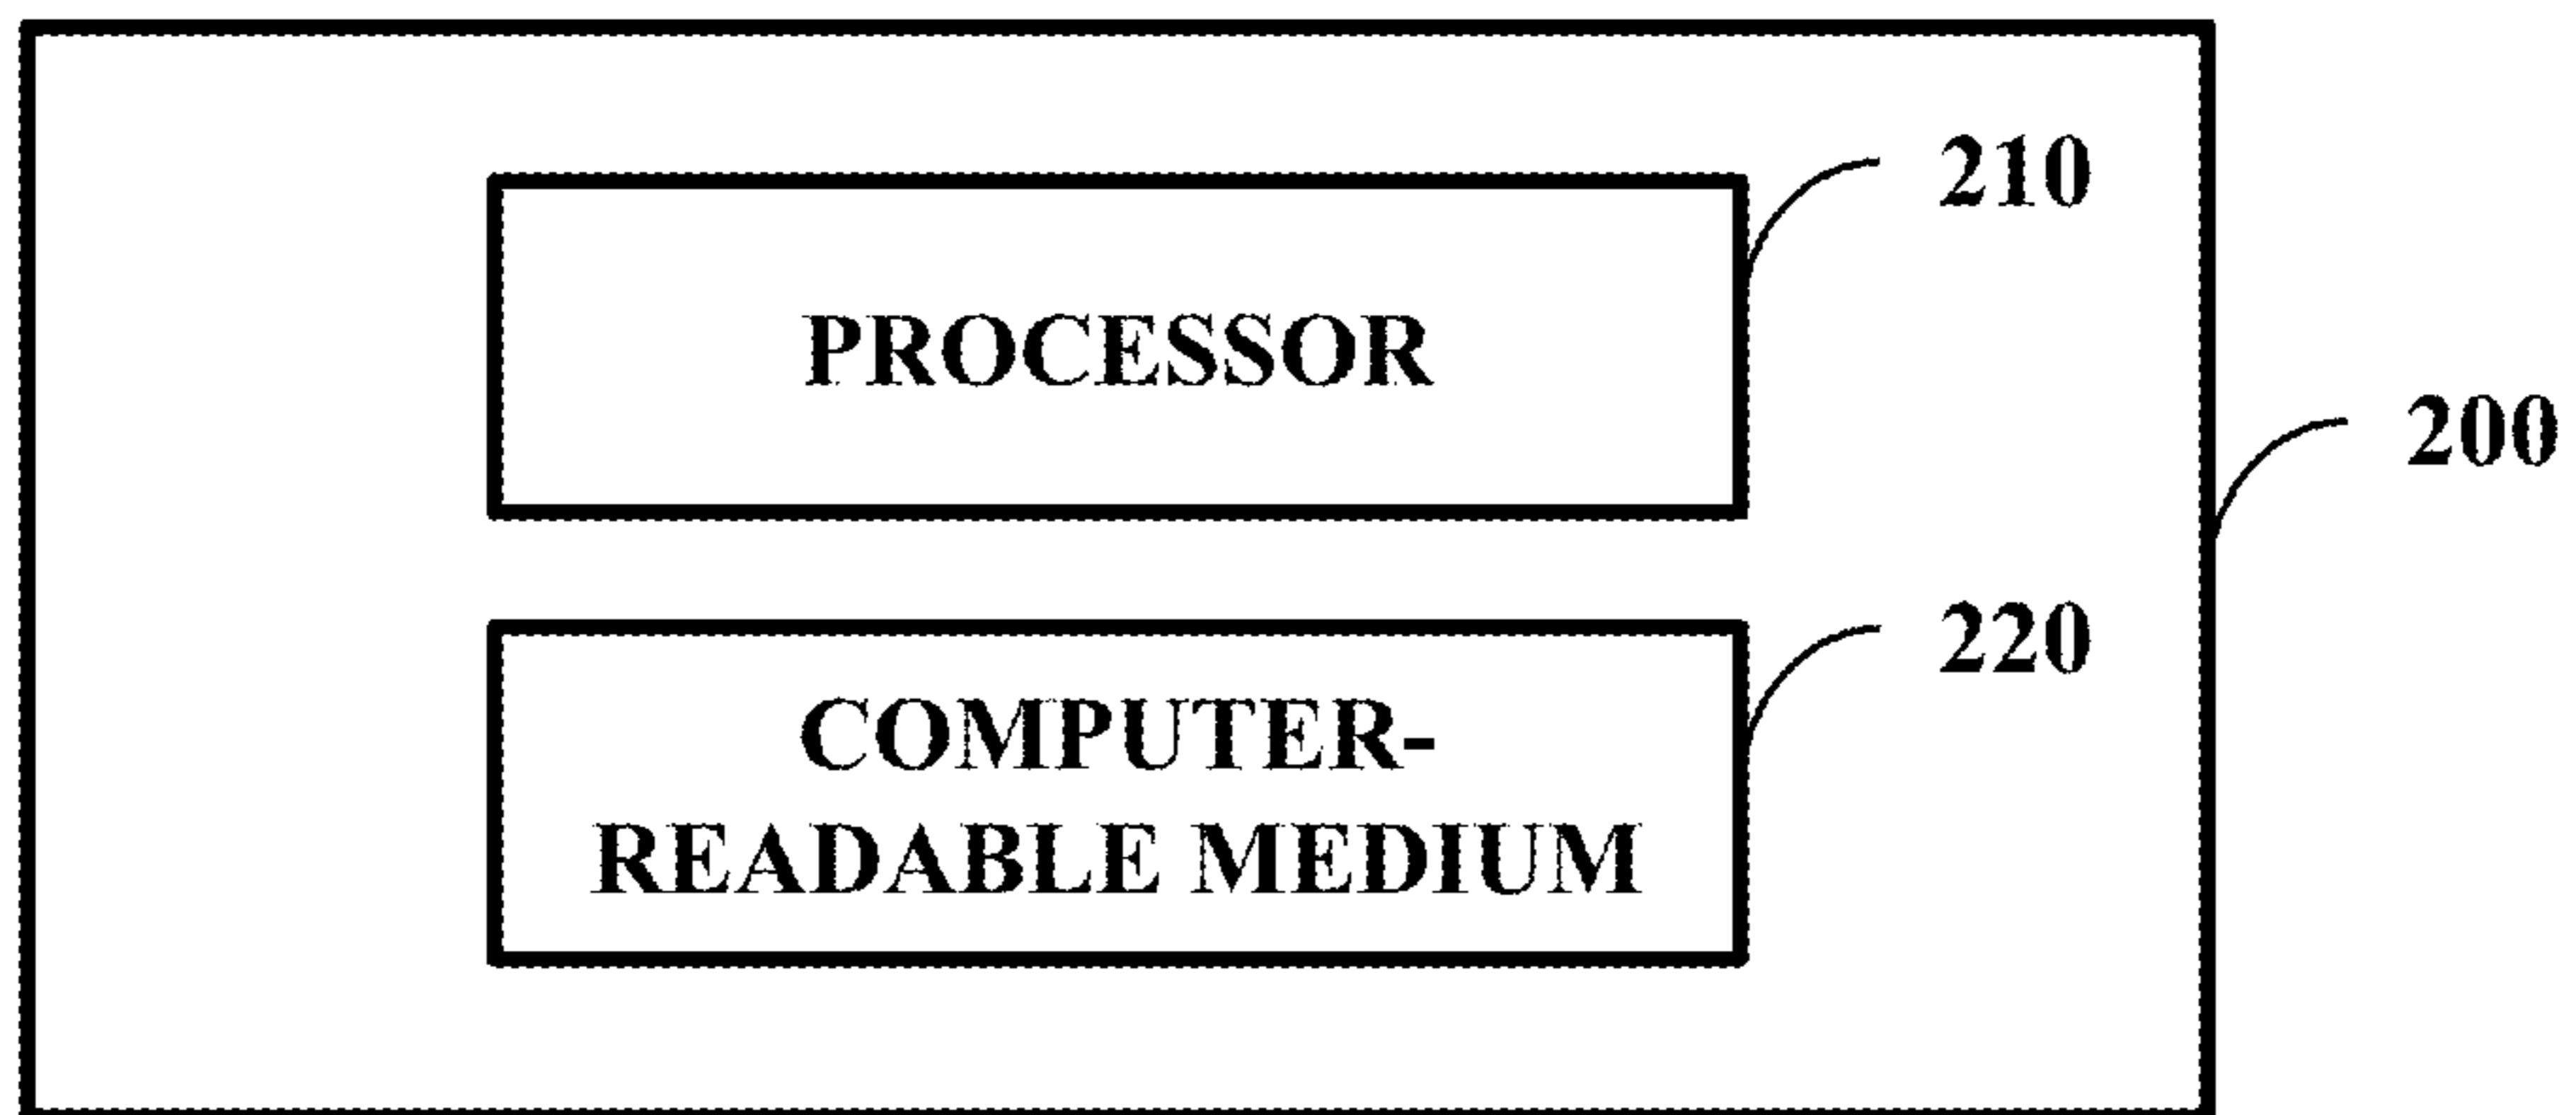 210
PROCESSOR
200
220
COMPUTER-
READABLE MEDIUM